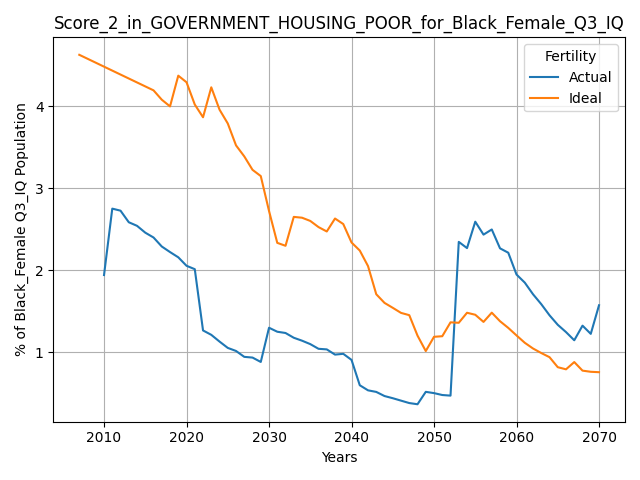 Score_2_in_GOVERNMENT_HOUSING_POOR_for_Black_Female_Q3_IQ
Fertility
Actual
Ideal
% of Black_Female Q3_IQ Population
4
3
2
1
2010 2020 2030 2040 2050 2060 2070
Years